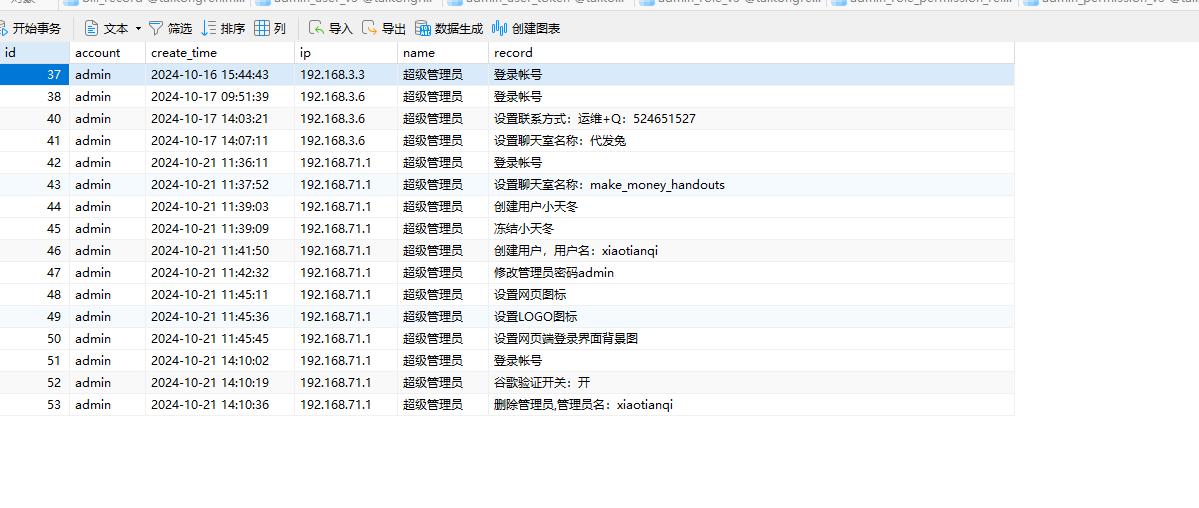 开始事务 文本 筛选 排序 列 导入 导出 数据生成 创建图表
id account create_time ip name record
37 admin 2024-10-16 15:44:43 192.168.3.3 超级管理员 登录帐号
38 admin 2024-10-17 09:51:39 192.168.3.6 超级管理员 登录帐号
40 admin 2024-10-17 14:03:21 192.168.3.6 超级管理员 设置联系方式：运维+Q：524651527
41 admin 2024-10-17 14:07:11 192.168.3.6 超级管理员 设置聊天室名称：代发兔
42 admin 2024-10-21 11:36:11 192.168.71.1 超级管理员 登录帐号
43 admin 2024-10-21 11:37:52 192.168.71.1 超级管理员 设置聊天室名称：make_money_handouts
44 admin 2024-10-21 11:39:03 192.168.71.1 超级管理员 创建用户小天冬
45 admin 2024-10-21 11:39:09 192.168.71.1 超级管理员 冻结小天冬
46 admin 2024-10-21 11:41:50 192.168.71.1 超级管理员 创建用户，用户名：xiaotianqi
47 admin 2024-10-21 11:42:32 192.168.71.1 超级管理员 修改管理员密码admin
48 admin 2024-10-21 11:45:11 192.168.71.1 超级管理员 设置网页图标
49 admin 2024-10-21 11:45:36 192.168.71.1 超级管理员 设置LOGO图标
50 admin 2024-10-21 11:45:45 192.168.71.1 超级管理员 设置网页端登录界面背景图
51 admin 2024-10-21 14:10:02 192.168.71.1 超级管理员 登录帐号
52 admin 2024-10-21 14:10:19 192.168.71.1 超级管理员 谷歌验证开关：开
53 admin 2024-10-21 14:10:36 192.168.71.1 超级管理员 删除管理员,管理员名：xiaotianqi